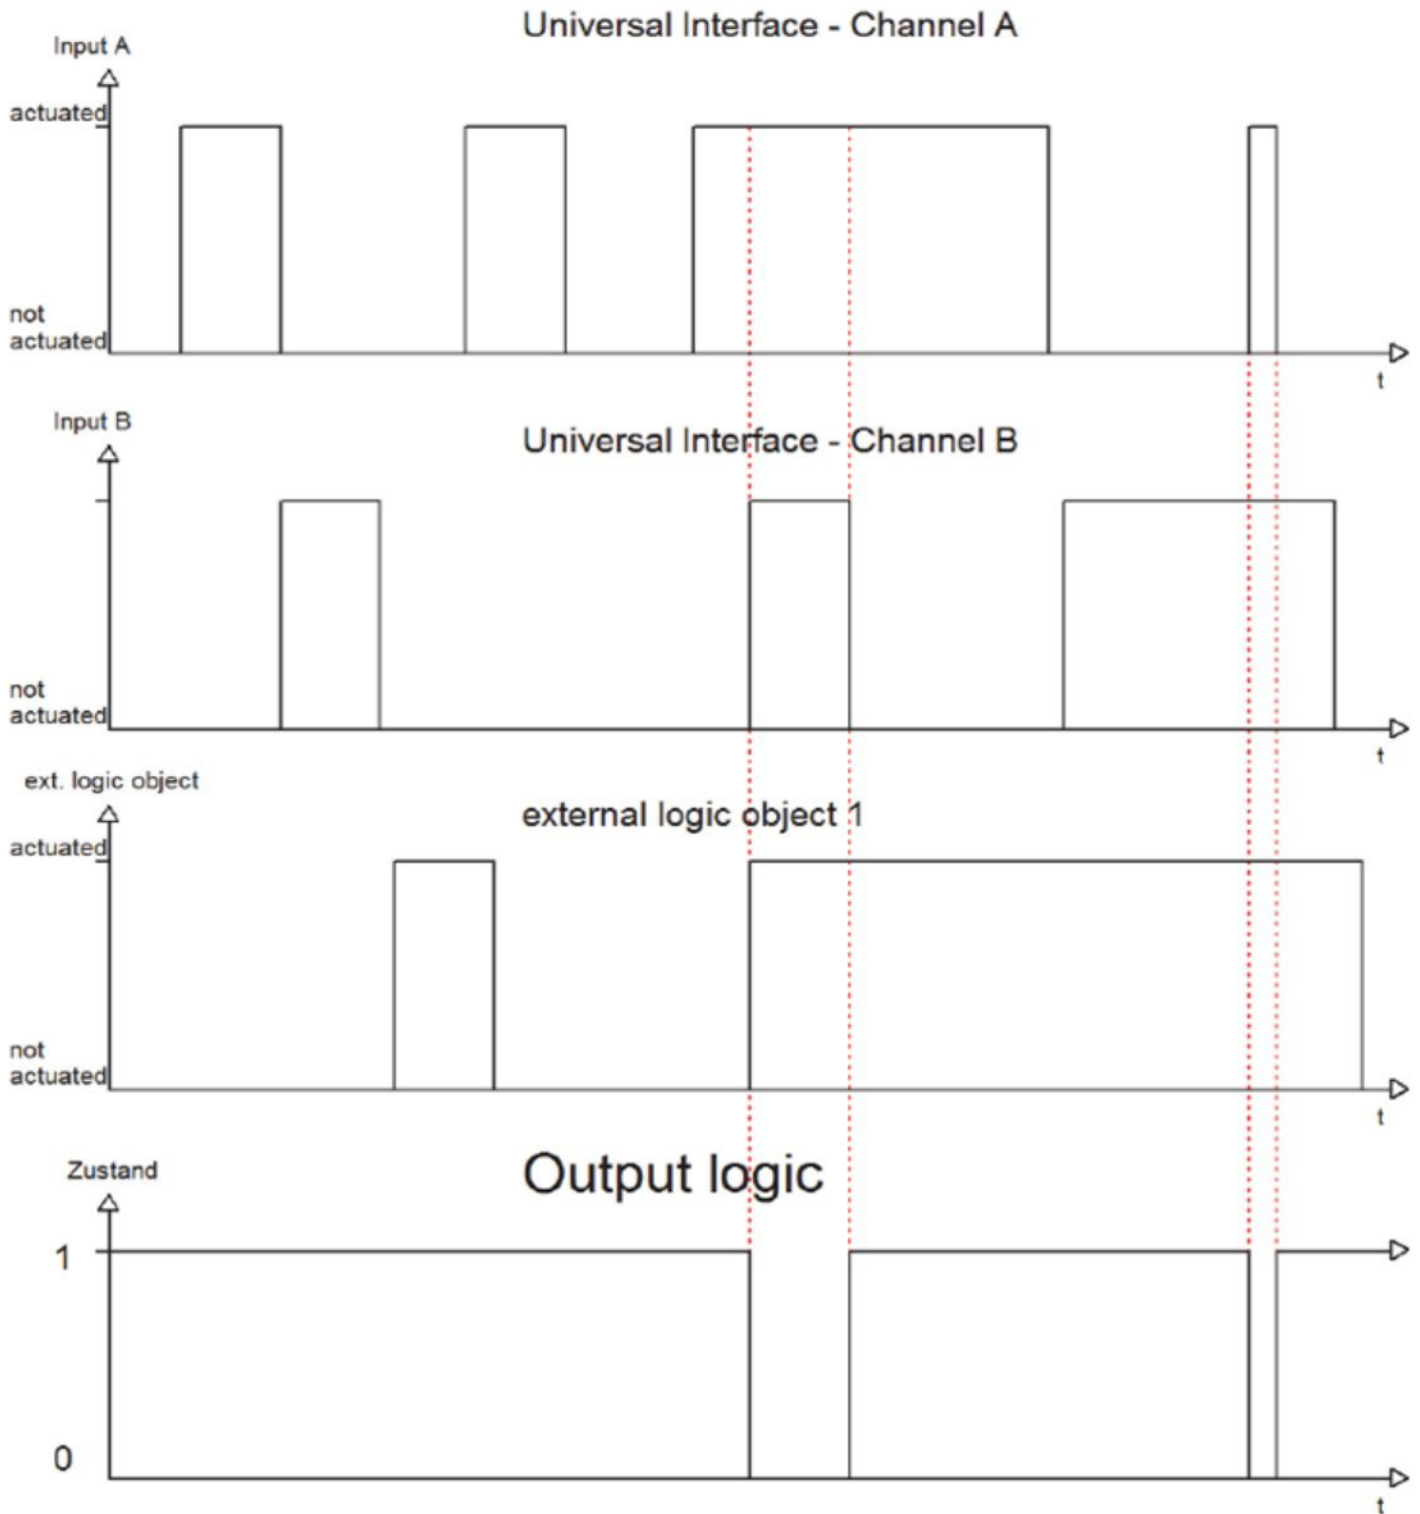 Universal Interface - Channel A
Input A
actuated
not
actuated
t
Input B
Universal Interface - Channel B
not
actuated
t
ext. logic object
external logic object 1
actuated
not
actuated
t
Zustand
Output logic
1
0
t